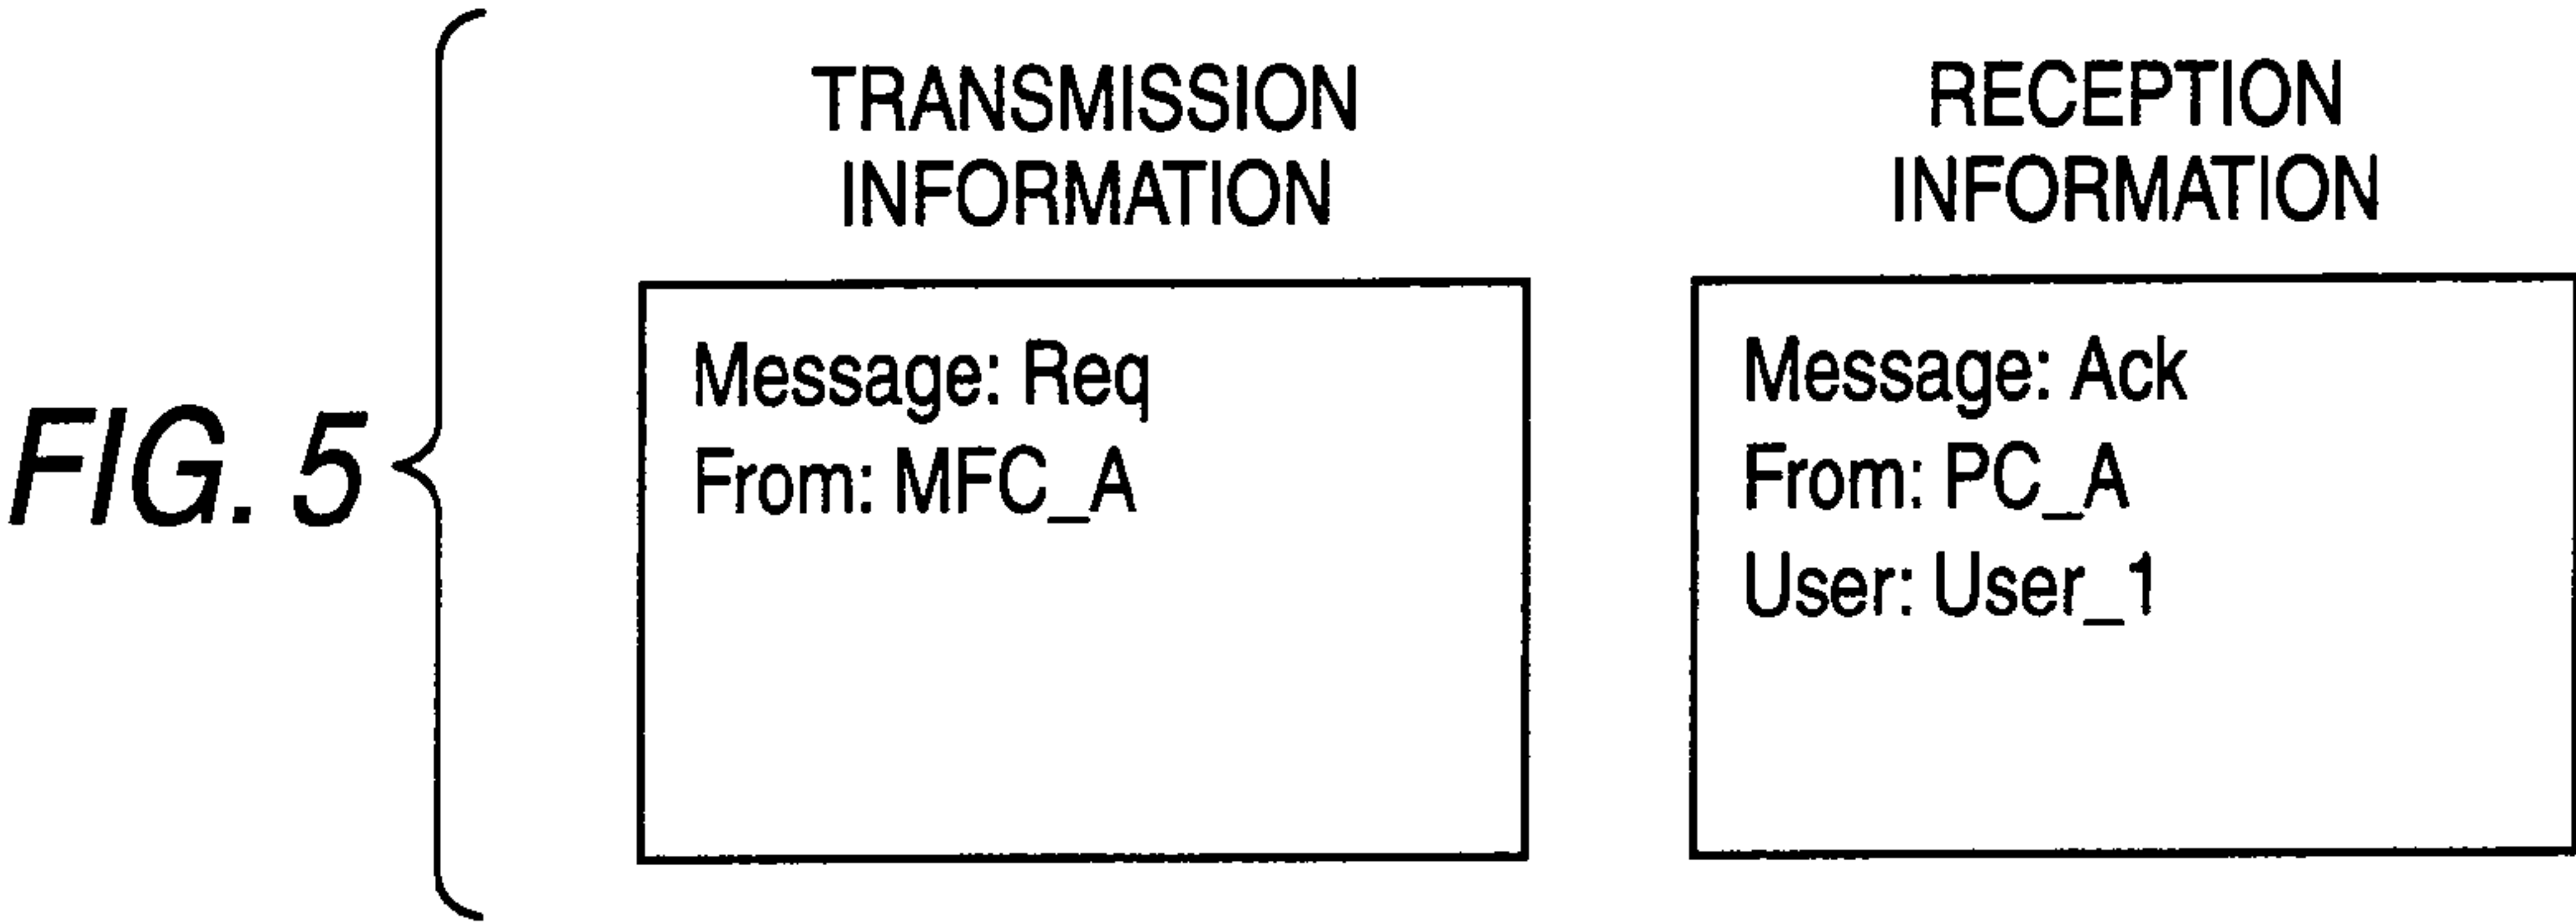 FIG. 5
TRANSMISSION
INFORMATION
Message: Req
From: MFC_A
RECEPTION
INFORMATION
Message: Ack
From: PC_A
User: User_1